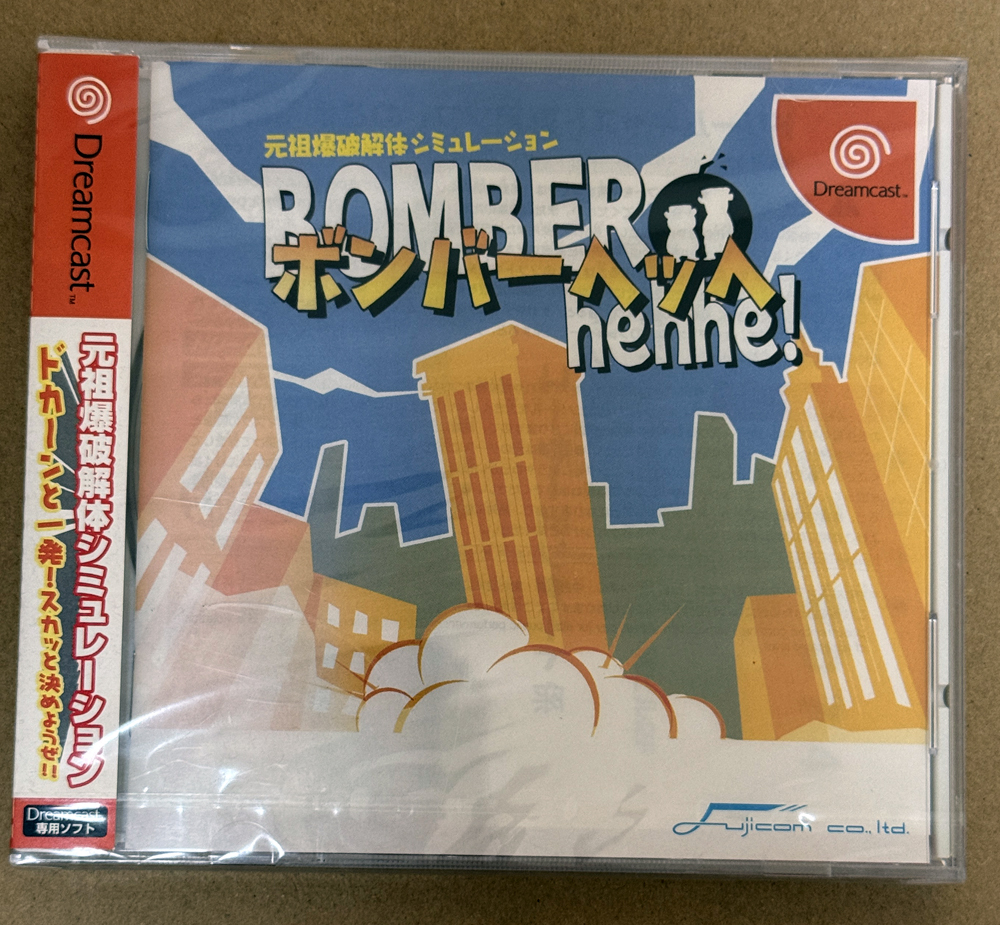 Dreamcast™
元祖爆破解体シミュレーション
ドカーンと一発!スカッと決めようぜ!!
Dreamcast
専用ソフト
元祖爆破解体シミュレーション
BOMBER
ボンバーヘッヘ
hehhe!
Dreamcast™
Fujicom co., ltd.